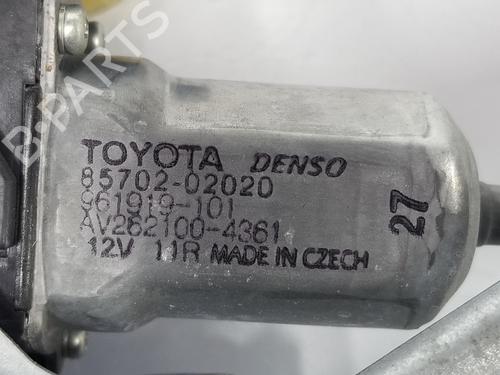 B-PARTS
TOYOTA DENSO
85702-02020
961919-101
AV262100-4361
12V 11R MADE IN CZECH
27